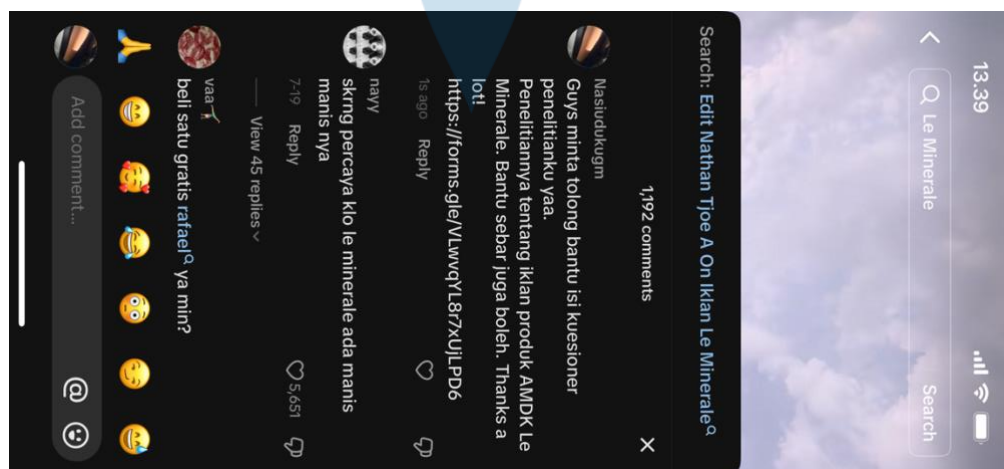 13.39
Le Minerale
Search
Search: Edit Nathan Tjoe A On Iklan Le Minerale
1,192 comments
Nasiudukugm
Guys minta tolong bantu isi kuesioner
penelitianku yaa.
Penelitiannya tentang iklan produk AMDK Le
Minerale. Bantu sebar juga boleh. Thanks a
lot!
https://forms.gle/VLwvqYL8r7xUjLPD6
1s ago Reply
nayy
skrng percaya klo le minerale ada manis
manis nya
7-19 Reply 5,651
View 45 replies
vaa
beli satu gratis rafael ya min?
Add comment...
@